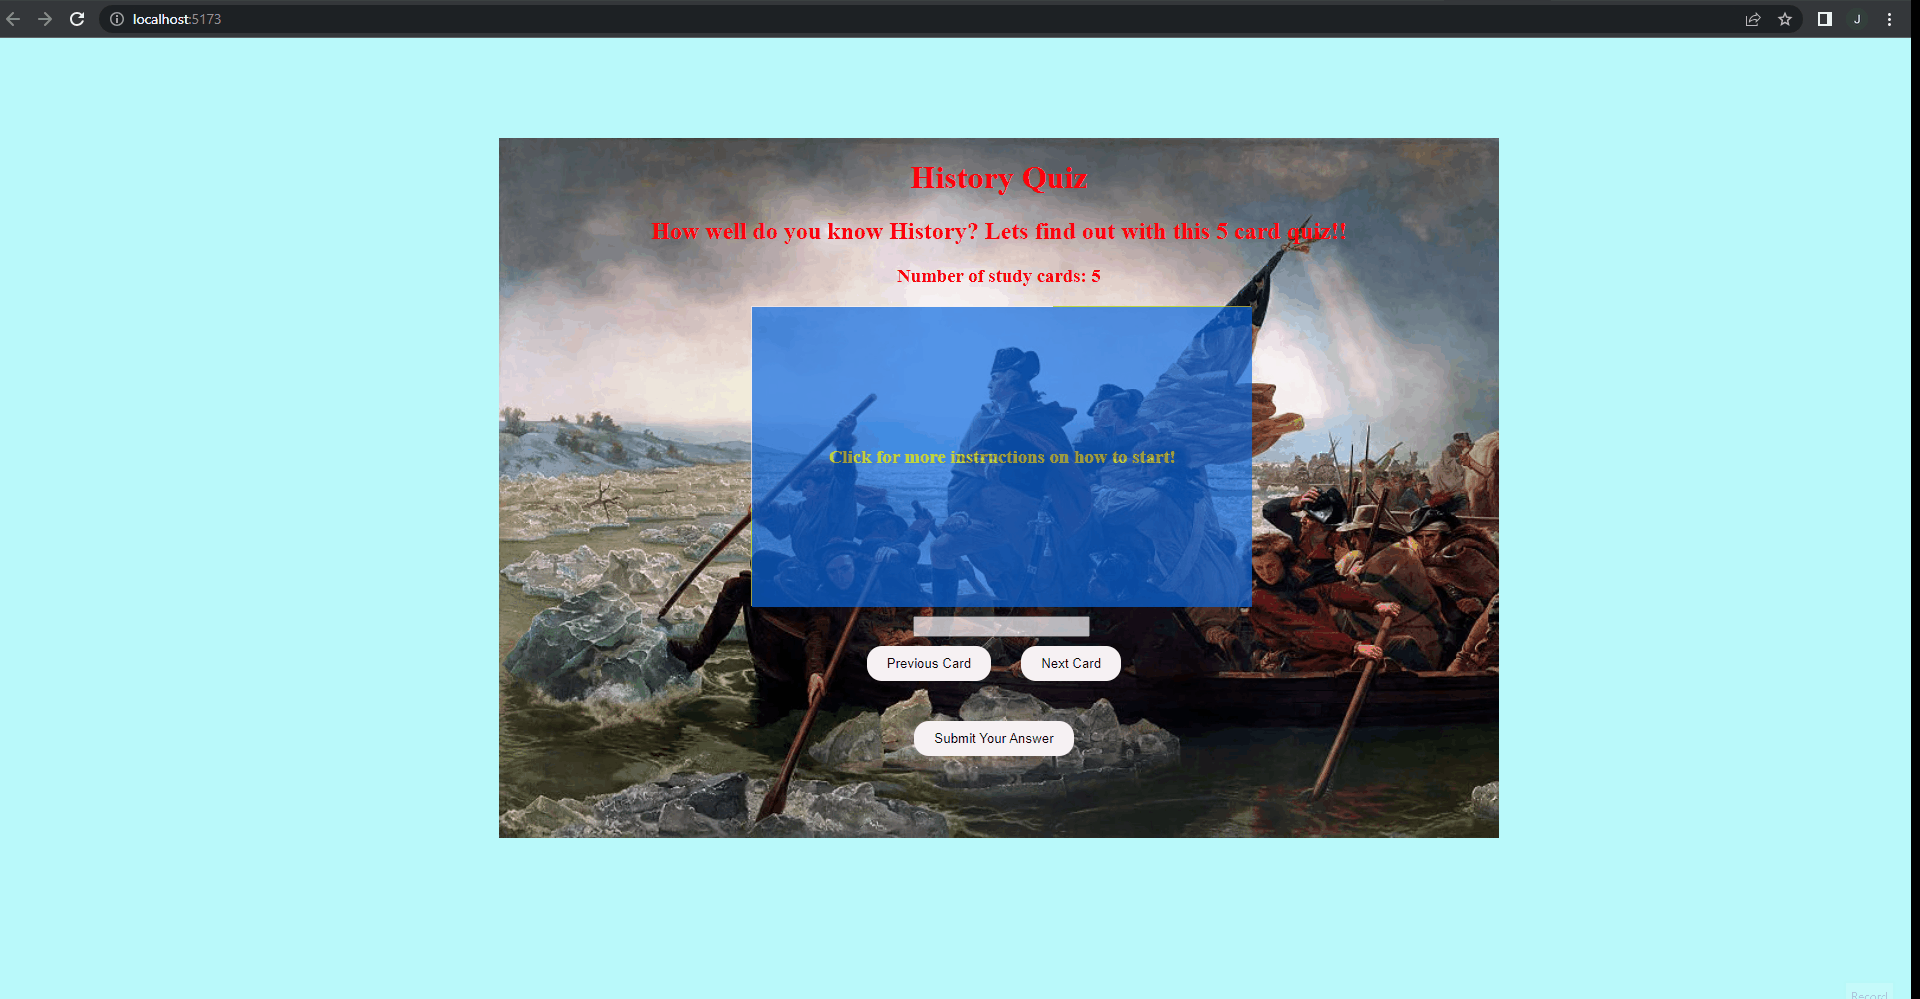 localhost:5173
J
History Quiz
How well do you know History? Lets find out with this 5 card quiz!!
Number of study cards: 5
Click for more instructions on how to start!
Previous Card
Next Card
Submit Your Answer
Record